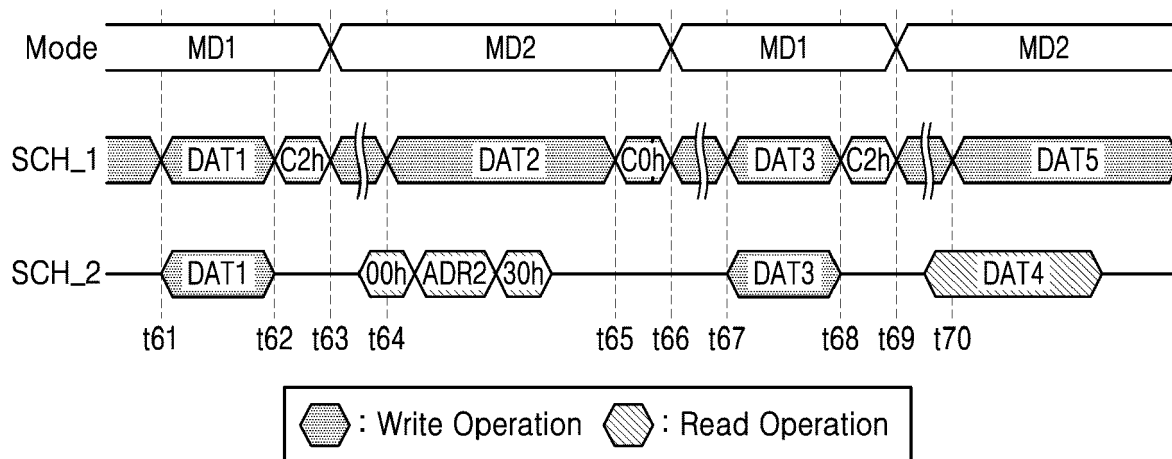 Mode MD1 MD2 MD1 MD2
SCH_1 DAT1 C2h DAT2 C0h DAT3 C2h DAT5
SCH_2 DAT1 00h ADR2 30h DAT3 DAT4
t61 t62 t63 t64 t65 t66 t67 t68 t69 t70
: Write Operation : Read Operation